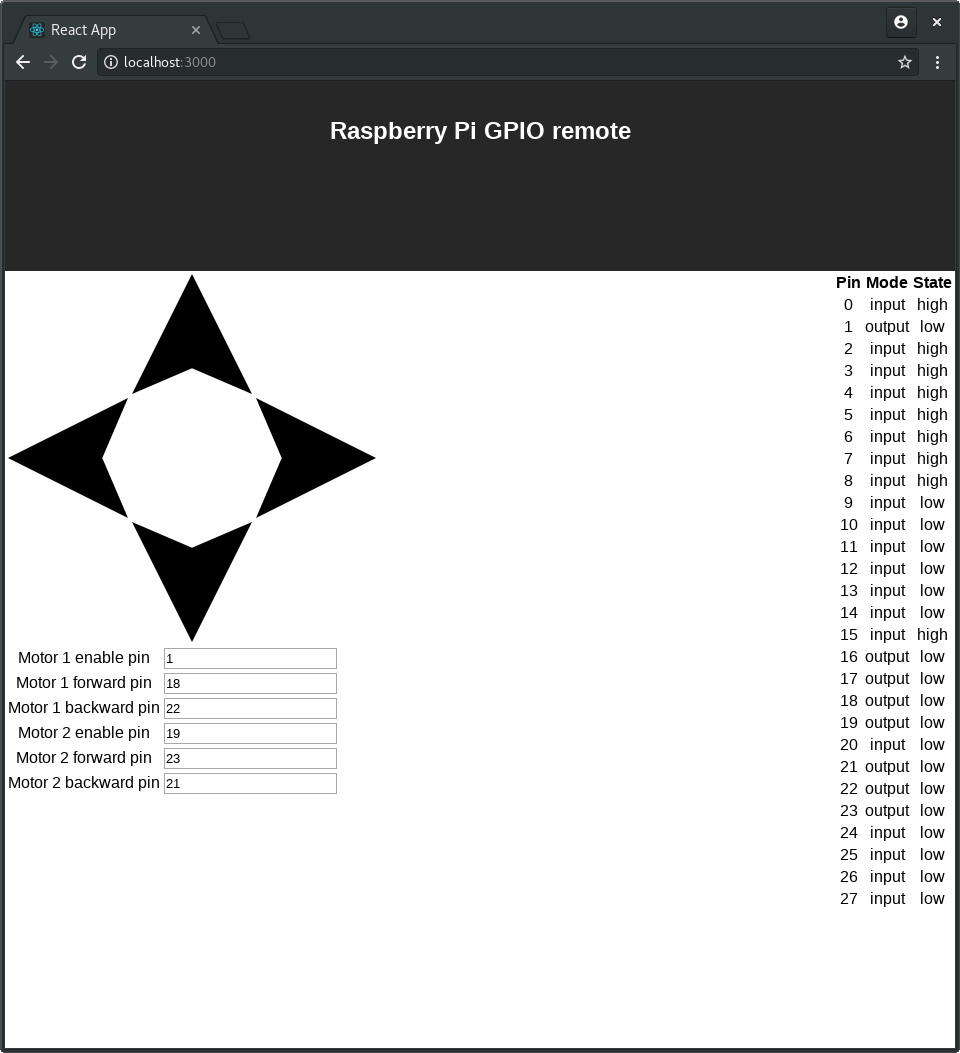 React App
localhost:3000
Raspberry Pi GPIO remote
Motor 1 enable pin 1
Motor 1 forward pin 18
Motor 1 backward pin 22
Motor 2 enable pin 19
Motor 2 forward pin 23
Motor 2 backward pin 21
Pin Mode State
0 input high
1 output low
2 input high
3 input high
4 input high
5 input high
6 input high
7 input high
8 input high
9 input low
10 input low
11 input low
12 input low
13 input low
14 input low
15 input high
16 output low
17 output low
18 output low
19 output low
20 input low
21 output low
22 output low
23 output low
24 input low
25 input low
26 input low
27 input low